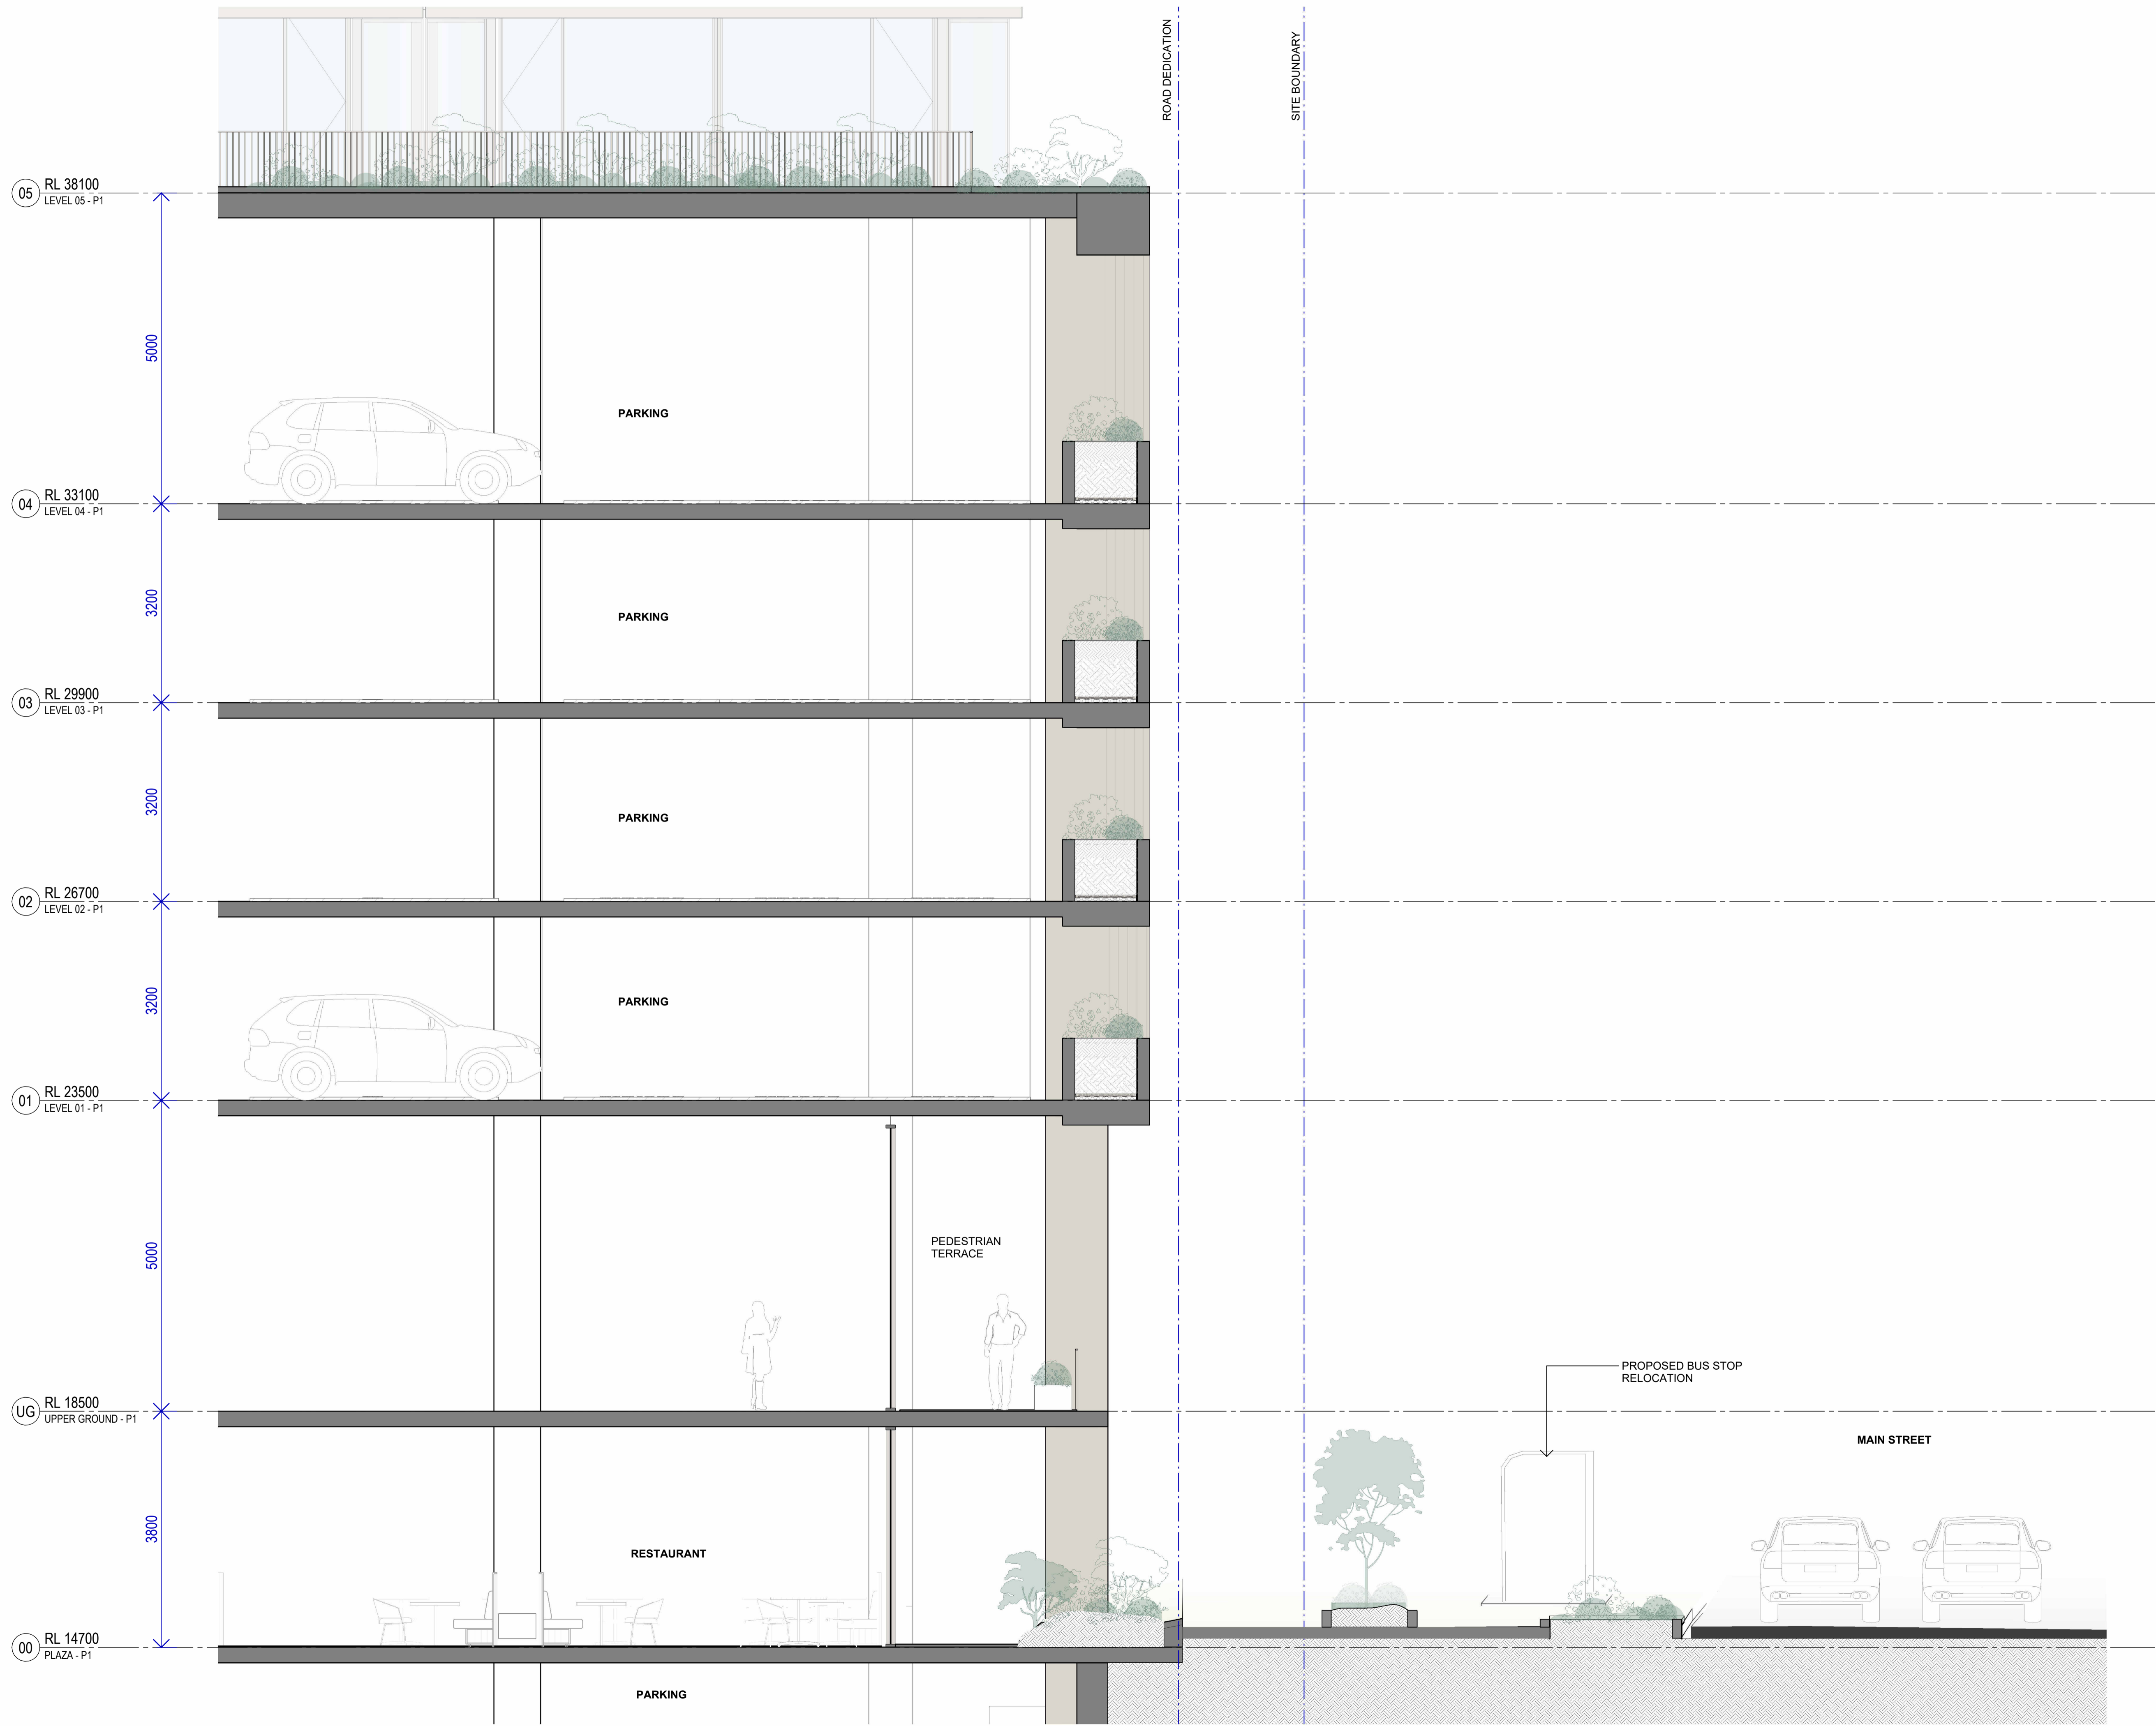 ROAD DEDICATION
SITE BOUNDARY
05
RL 38100
LEVEL 05 - P1
5000
PARKING
04
RL 33100
LEVEL 04 - P1
3200
PARKING
03
RL 29900
LEVEL 03 - P1
3200
PARKING
02
RL 26700
LEVEL 02 - P1
3200
PARKING
01
RL 23500
LEVEL 01 - P1
5000
PEDESTRIAN
TERRACE
PROPOSED BUS STOP
RELOCATION
UG
RL 18500
UPPER GROUND - P1
MAIN STREET
3800
RESTAURANT
00
RL 14700
PLAZA - P1
PARKING